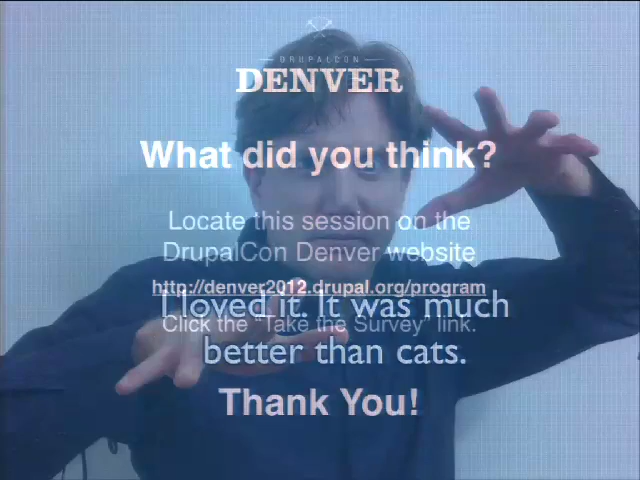 DRUPALCON
DENVER
What did you think?
Locate this session on the
DrupalCon Denver website
http://denver2012.drupal.org/program
I loved it. It was much
Click the "Take the Survey" link.
better than cats.
Thank You!